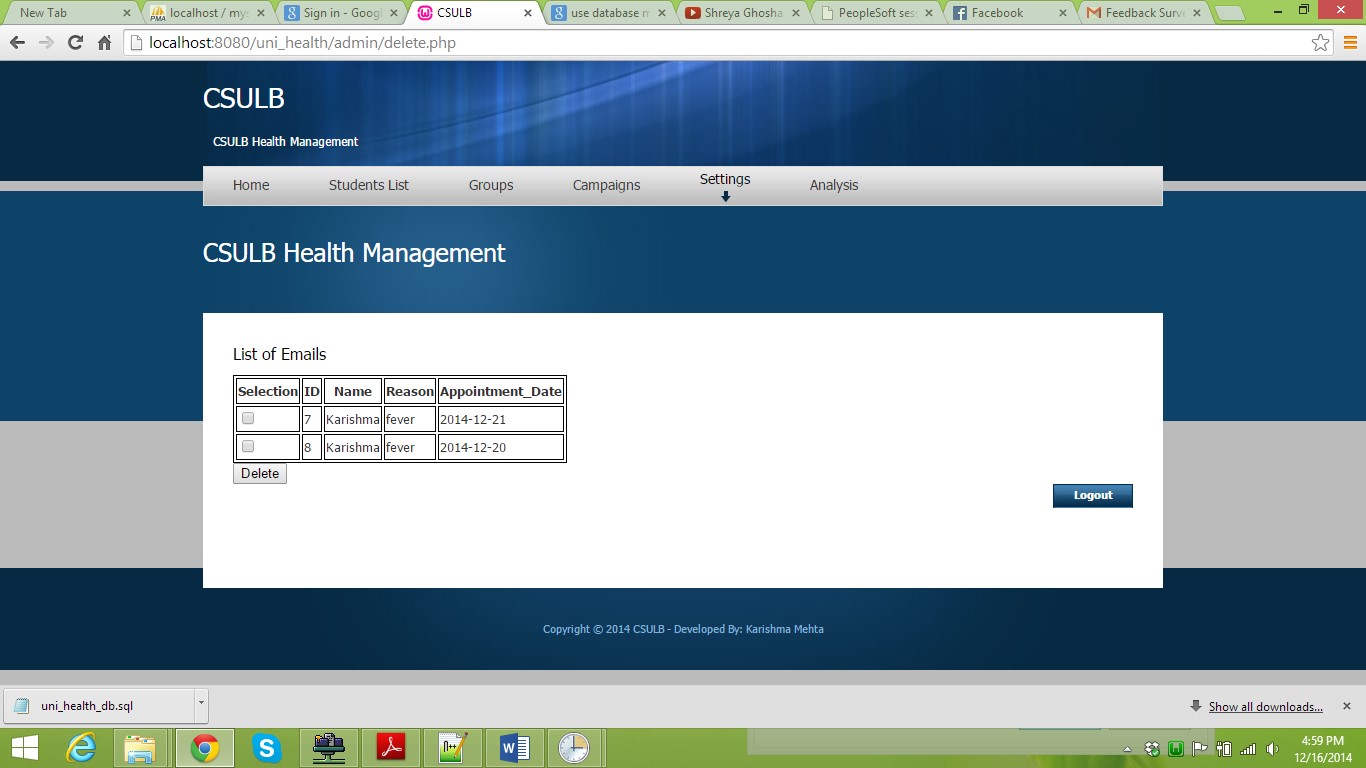 New Tab
localhost / mys
Sign in - Goog
CSULB
use database m
Shreya Ghosha
PeopleSoft ses
Facebook
Feedback Surv
localhost:8080/uni_health/admin/delete.php
CSULB
CSULB Health Management
Home Students List Groups Campaigns Settings Analysis
CSULB Health Management
List of Emails
Selection ID Name Reason Appointment_Date
7 Karishma fever 2014-12-21
8 Karishma fever 2014-12-20
Delete
Logout
Copyright © 2014 CSULB - Developed By: Karishma Mehta
uni_health_db.sql
Show all downloads...
4:59 PM
12/16/2014